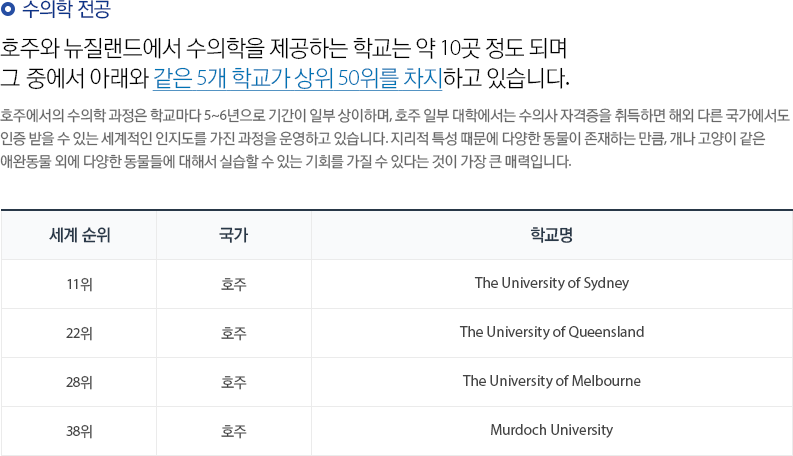 수의학 전공
호주와 뉴질랜드에서 수의학을 제공하는 학교는 약 10곳 정도 되며
그 중에서 아래와 같은 5개 학교가 상위 50위를 차지하고 있습니다.
호주에서의 수의학 과정은 학교마다 5~6년으로 기간이 일부 상이하며, 호주 일부 대학에서는 수의사 자격증을 취득하면 해외 다른 국가에서도
인증 받을 수 있는 세계적인 인지도를 가진 과정을 운영하고 있습니다. 지리적 특성 때문에 다양한 동물이 존재하는 만큼, 개나 고양이 같은
애완동물 외에 다양한 동물들에 대해서 실습할 수 있는 기회를 가질 수 있다는 것이 가장 큰 매력입니다.
세계 순위 국가 학교명
11위 호주 The University of Sydney
22위 호주 The University of Queensland
28위 호주 The University of Melbourne
38위 호주 Murdoch University